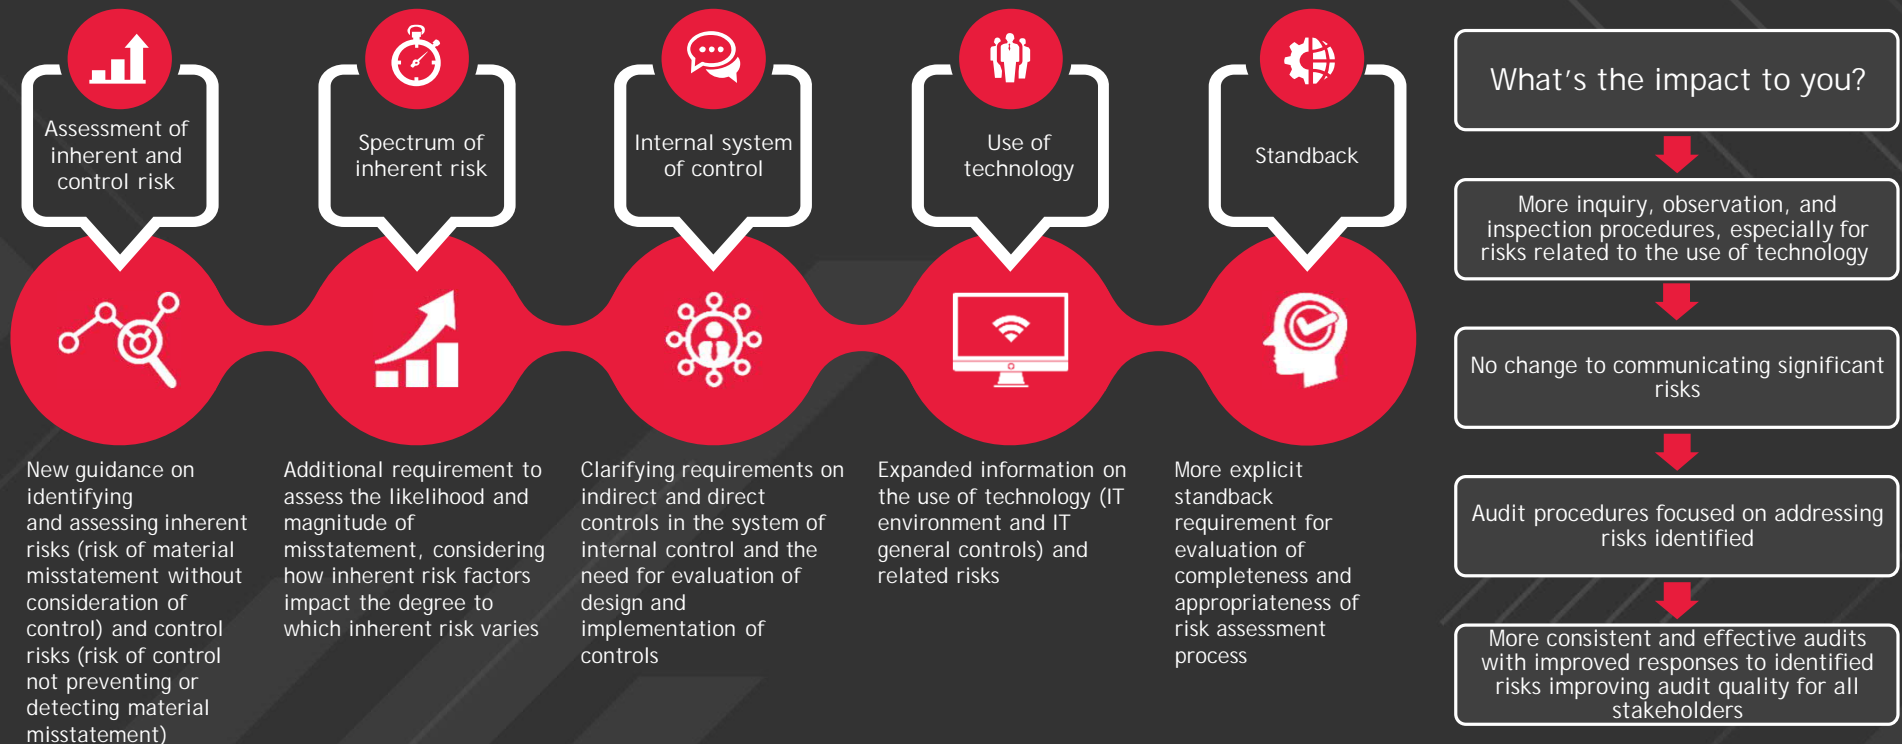 Assessment of
inherent and
control risk
New guidance on
identifying
and assessing inherent
risks (risk of material
misstatement without
consideration of
control) and control
risks (risk of control
not preventing or
detecting material
misstatement)
Spectrum of
inherent risk
Additional requirement to
assess the likelihood and
magnitude of
misstatement, considering
how inherent risk factors
impact the degree to
which inherent risk varies
Internal system
of control
Clarifying requirements on
indirect and direct
controls in the system of
internal control and the
need for evaluation of
design and
implementation of
controls
Use of
technology
Expanded information on
the use of technology (IT
environment and IT
general controls) and
related risks
Standback
More explicit
standback
requirement for
evaluation of
completeness and
appropriateness of
risk assessment
process
What's the impact to you?
More inquiry, observation, and
inspection procedures, especially for
risks related to the use of technology
No change to communicating significant
risks
Audit procedures focused on addressing
risks identified
More consistent and effective audits
with improved responses to identified
risks improving audit quality for all
stakeholders